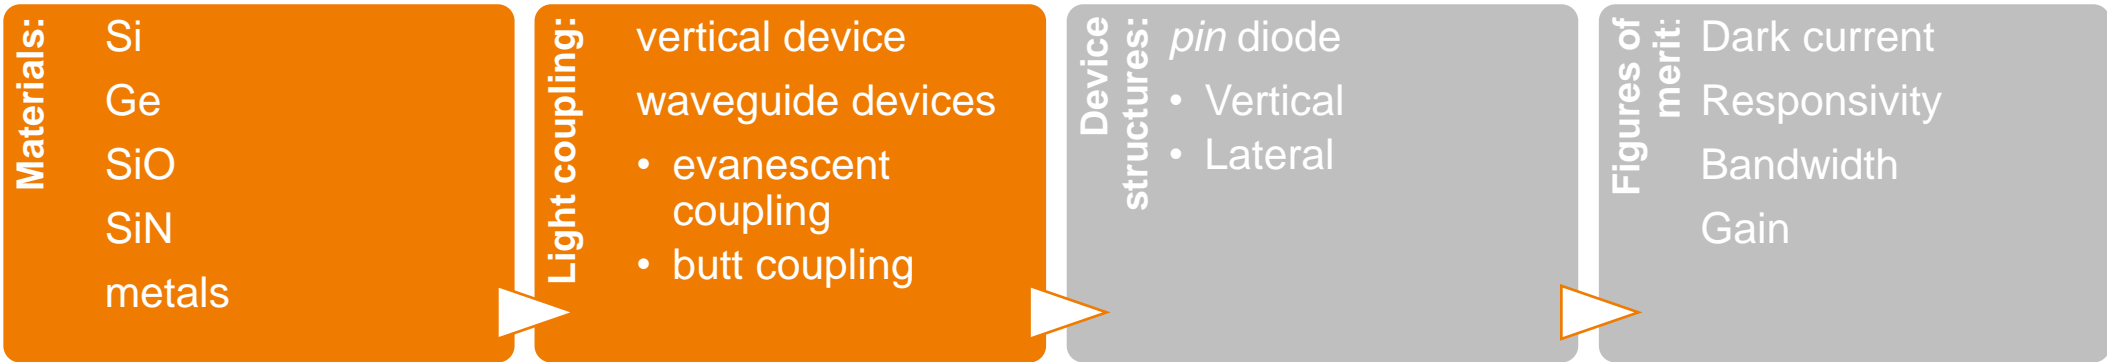 Materials:
Si
Ge
SiO
SiN
metals
Light coupling:
vertical device
waveguide devices
• evanescent
coupling
• butt coupling
Device
structures:
pin diode
• Vertical
• Lateral
Figures of
merit:
Dark current
Responsivity
Bandwidth
Gain